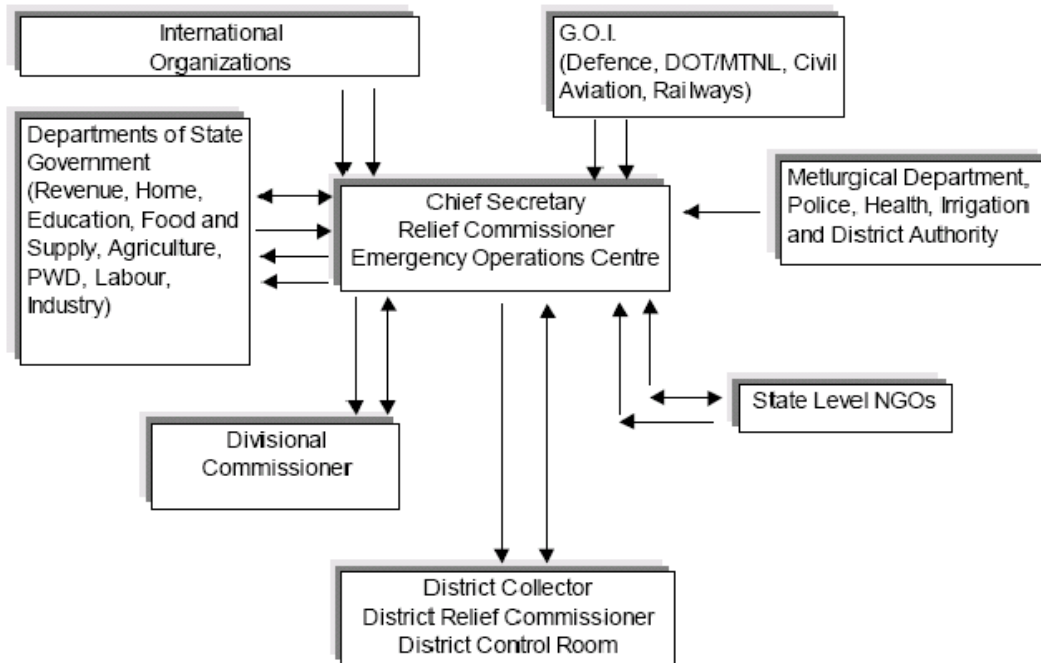 International
Organizations
G.O.I.
(Defence, DOT/MTNL, Civil
Aviation, Railways)
Departments of State
Government
(Revenue, Home,
Education, Food and
Supply, Agriculture,
PWD, Labour,
Industry)
Chief Secretary
Relief Commissioner
Emergency Operations Centre
Metlurgical Department,
Police, Health, Irrigation
and District Authority
State Level NGOs
Divisional
Commissioner
District Collector
District Relief Commissioner
District Control Room